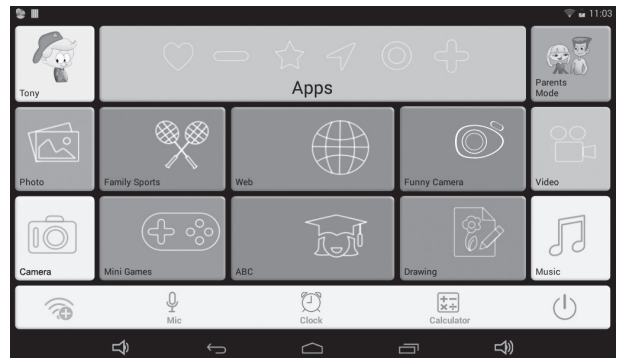 11:03
Apps
Tony
Parents
Mode
Photo
Family Sports
Web
Funny Camera
Video
Camera
Mini Games
ABC
Drawing
Music
Mic
Clock
Calculator